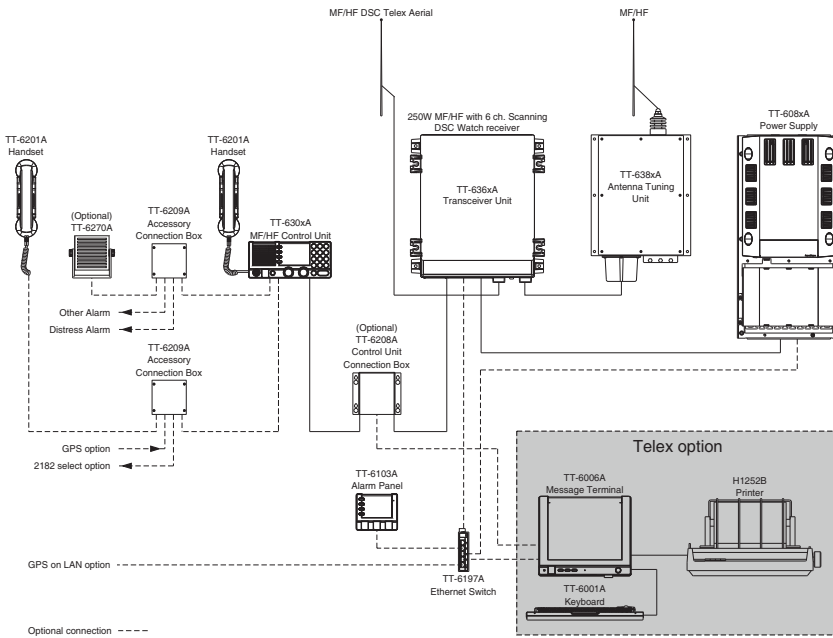 MF/HF DSC Telex Aerial
MF/HF
250W MF/HF with 6 ch. Scanning
DSC Watch receiver
TT-608xA
Power Supply
TT-6201A
Handset
TT-6201A
Handset
TT-636xA
Transceiver Unit
TT-638xA
Antenna Tuning
Unit
(Optional)
TT-6270A
TT-6209A
Accessory
Connection Box
TT-630xA
MF/HF Control Unit
Other Alarm
Distress Alarm
TT-6209A
Accessory
Connection Box
(Optional)
TT-6208A
Control Unit
Connection Box
GPS option
2182 select option
Telex option
TT-6103A
Alarm Panel
TT-6006A
Message Terminal
H1252B
Printer
GPS on LAN option
TT-6197A
Ethernet Switch
TT-6001A
Keyboard
Optional connection